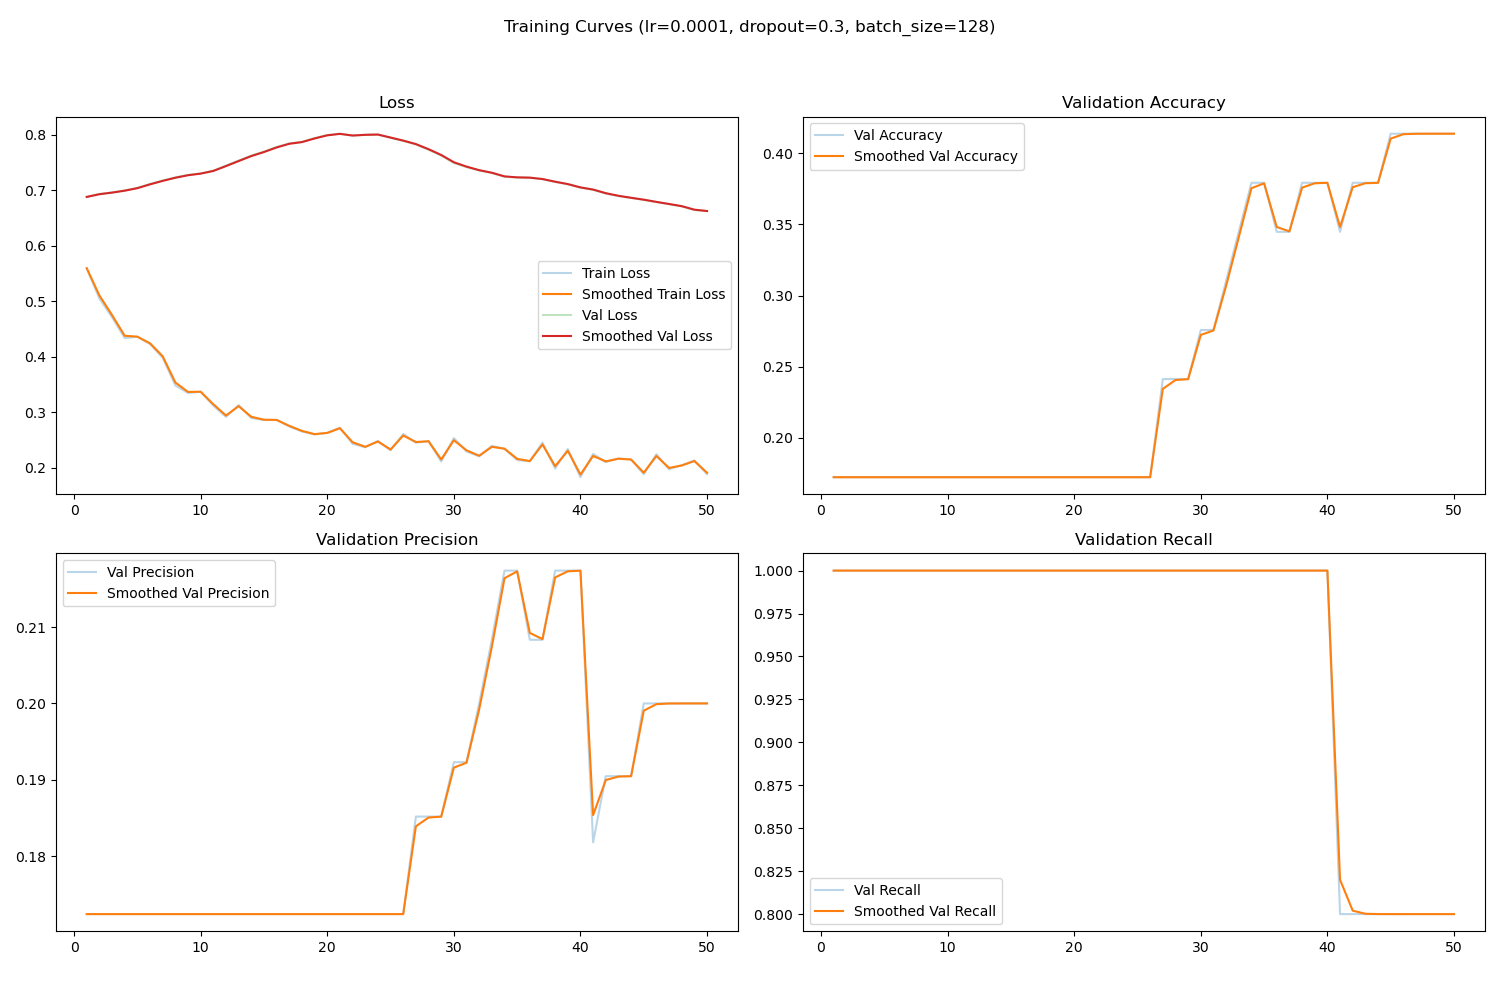 Training Curves (lr=0.0001, dropout=0.3, batch_size=128)
Loss
0.8
0.7
0.6
0.5
0.4
0.3
0.2
0 10 20 30 40 50
Train Loss
Smoothed Train Loss
Val Loss
Smoothed Val Loss
Validation Accuracy
0.40
0.35
0.30
0.25
0.20
0 10 20 30 40 50
Val Accuracy
Smoothed Val Accuracy
Validation Precision
0.21
0.20
0.19
0.18
0 10 20 30 40 50
Val Precision
Smoothed Val Precision
Validation Recall
1.000
0.975
0.950
0.925
0.900
0.875
0.850
0.825
0.800
0 10 20 30 40 50
Val Recall
Smoothed Val Recall